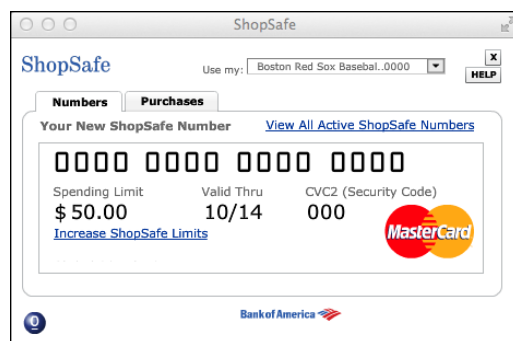 ShopSafe
ShopSafe
Use my: Boston Red Sox Basebal..0000
X
HELP
Numbers Purchases
Your New ShopSafe Number View All Active ShopSafe Numbers
0000 0000 0000 0000
Spending Limit Valid Thru CVC2 (Security Code)
$50.00 10/14 000
Increase ShopSafe Limits
MasterCard
Bank of America